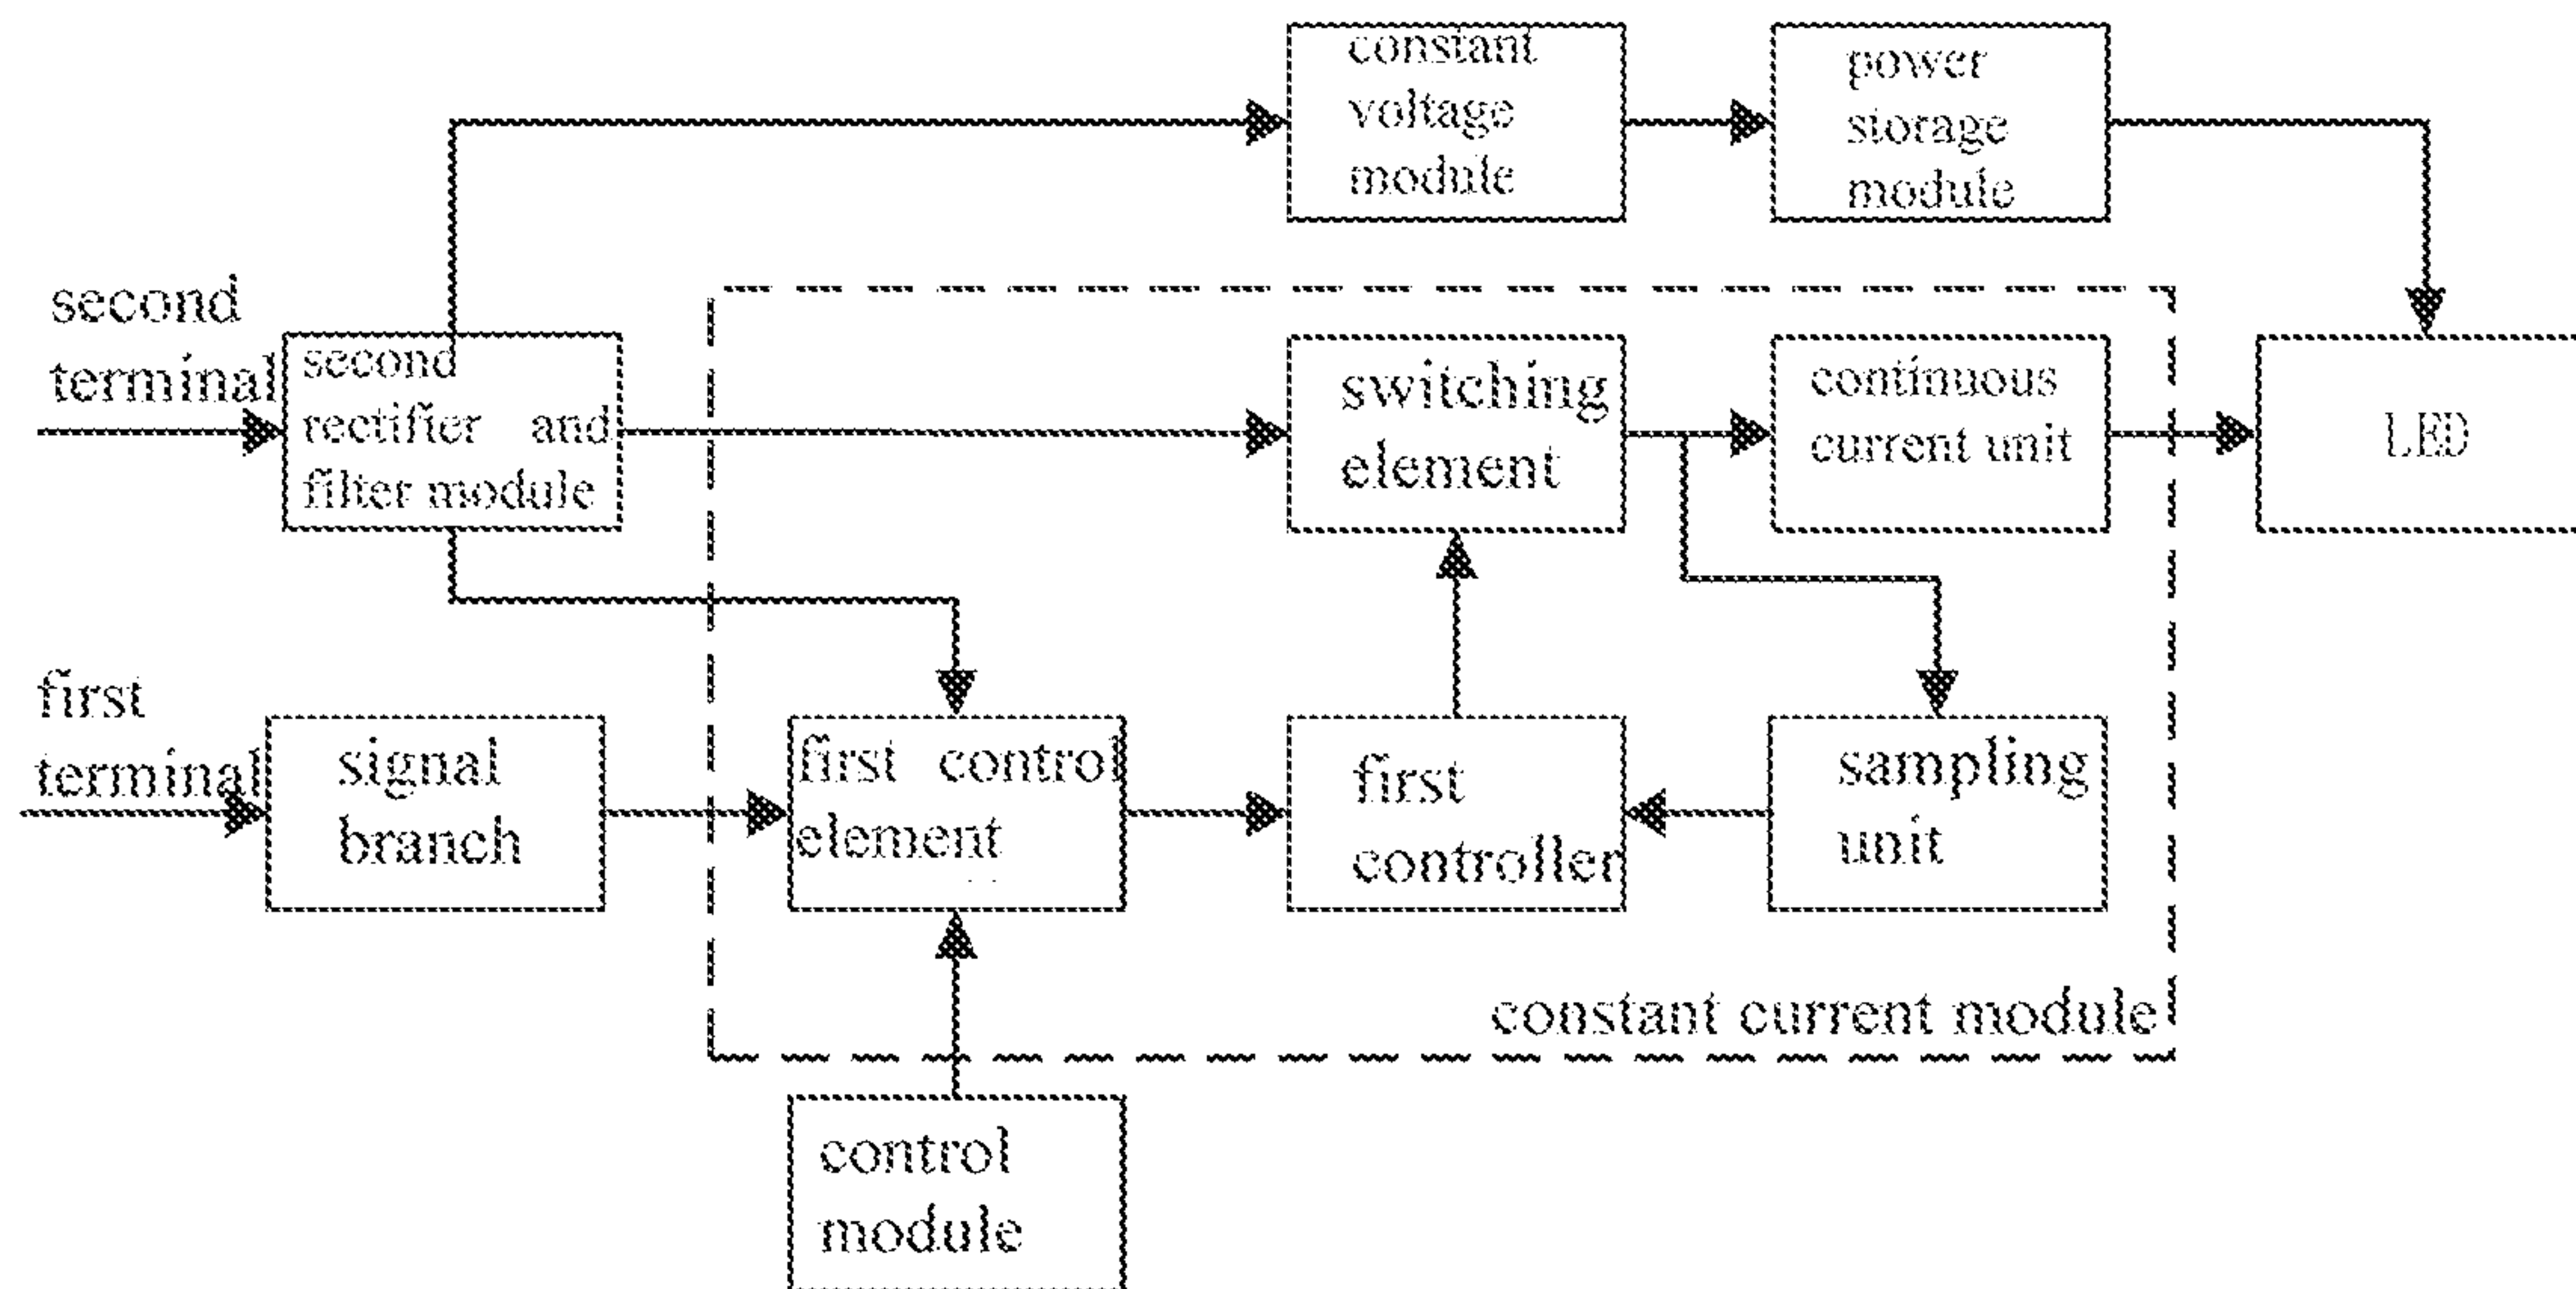 constant
voltage
module
power
storage
module
second
terminal
second
rectifier and
filter module
switching
element
continuous
current unit
LED
first
terminal
signal
branch
first control
element
first
controller
sampling
unit
constant current module
control
module